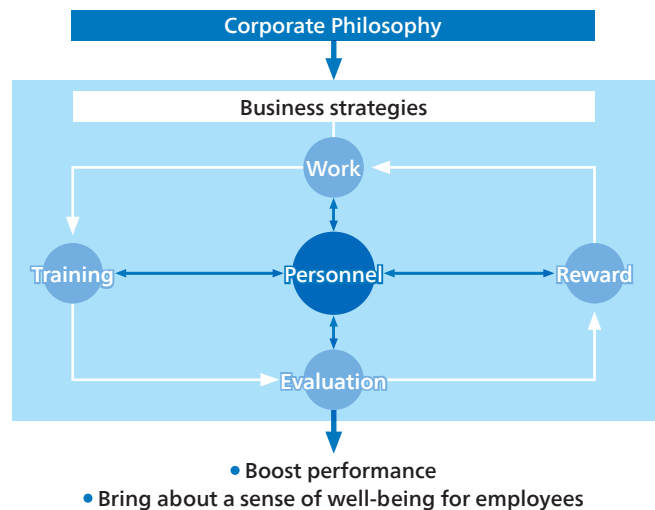 Corporate Philosophy
Business strategies
Work
Training
Personnel
Reward
Evaluation
• Boost performance
• Bring about a sense of well-being for employees